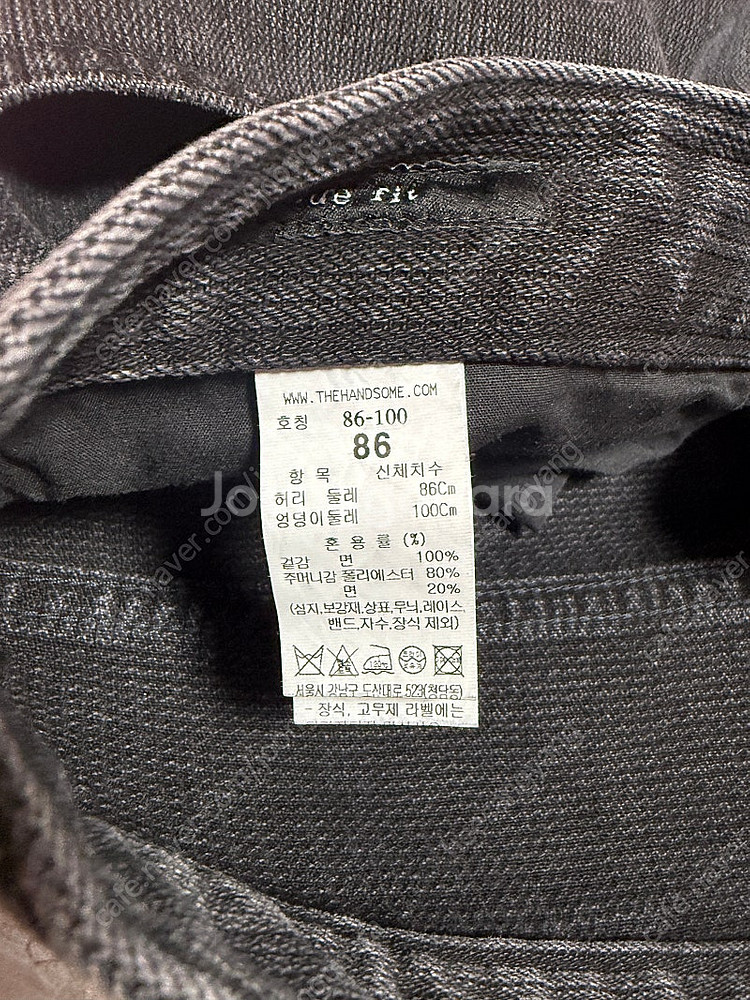 WWW.THEHANDSOME.COM
호칭 86-100
86
항 목 신체치수
허리 둘레 86Cm
엉덩이둘레 100Cm
혼 용 률 (%)
겉감 면 100%
주머니감 폴리에스터 80%
면 20%
(심지,보강재,상표,무늬,레이스,
밴드,자수,장식 제외)
서울시 강남구 도산대로 523(청담동)
- 장식, 고무제 라벨에는